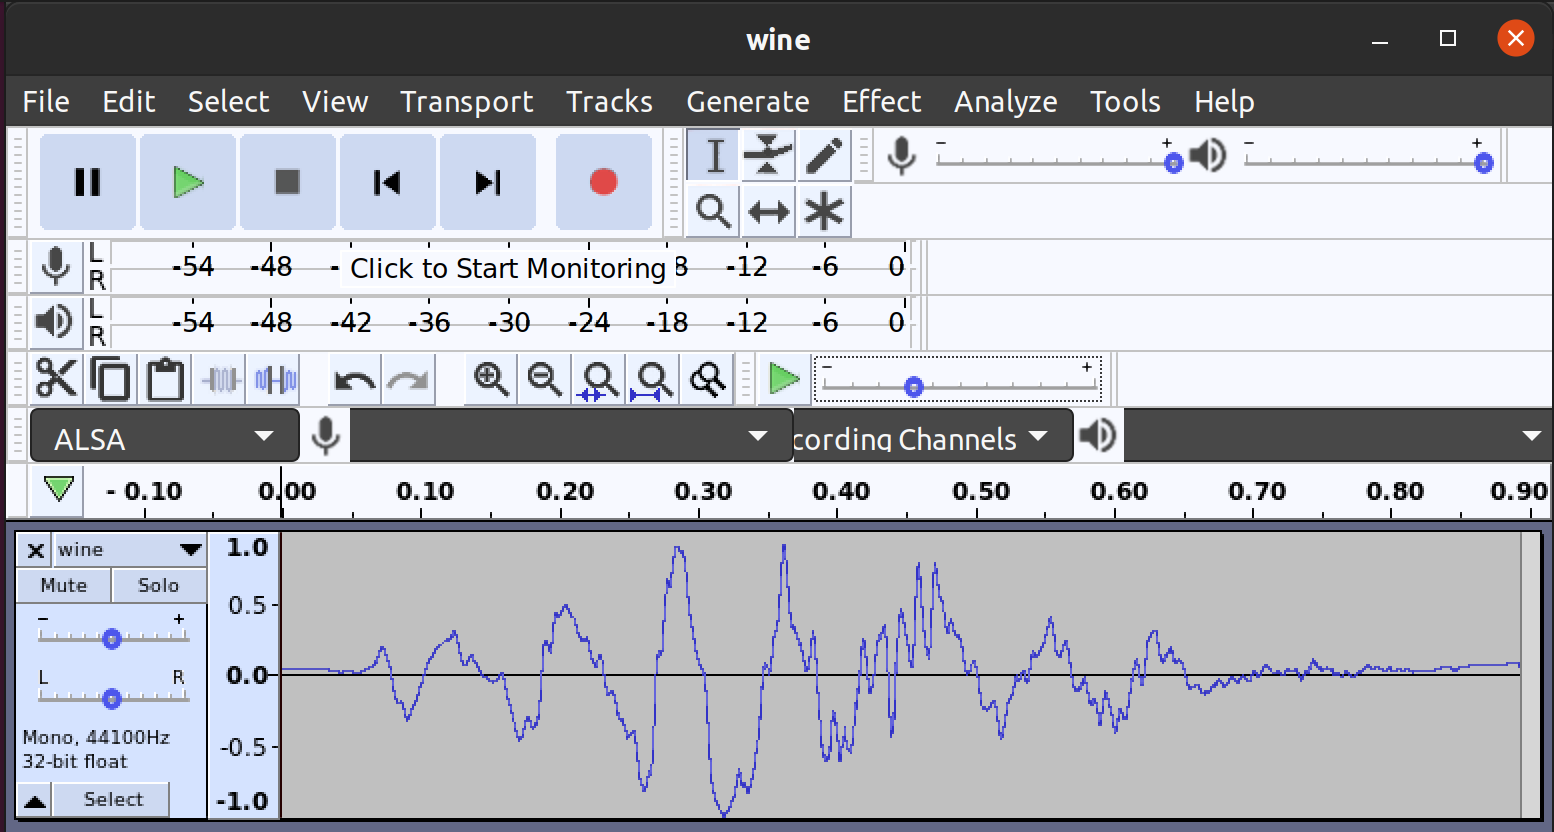 wine
File Edit Select View Transport Tracks Generate Effect Analyze Tools Help
- +
- +
L
R
-54 -48 - Click to Start Monitoring 8 -12 -6 0
L
R
-54 -48 -42 -36 -30 -24 -18 -12 -6 0
- +
ALSA
cording Channels
- 0.10 0.00 0.10 0.20 0.30 0.40 0.50 0.60 0.70 0.80 0.90
wine
Mute Solo
- +
L R
Mono, 44100Hz
32-bit float
Select
1.0
0.5
0.0
-0.5
-1.0